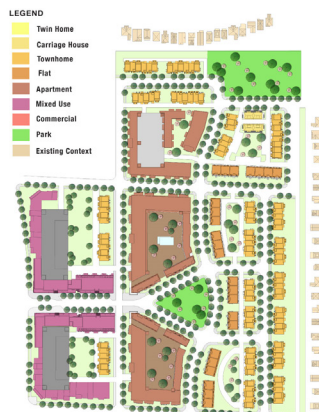 LEGEND
Twin Home
Carriage House
Townhome
Flat
Apartment
Mixed Use
Commercial
Park
Existing Context